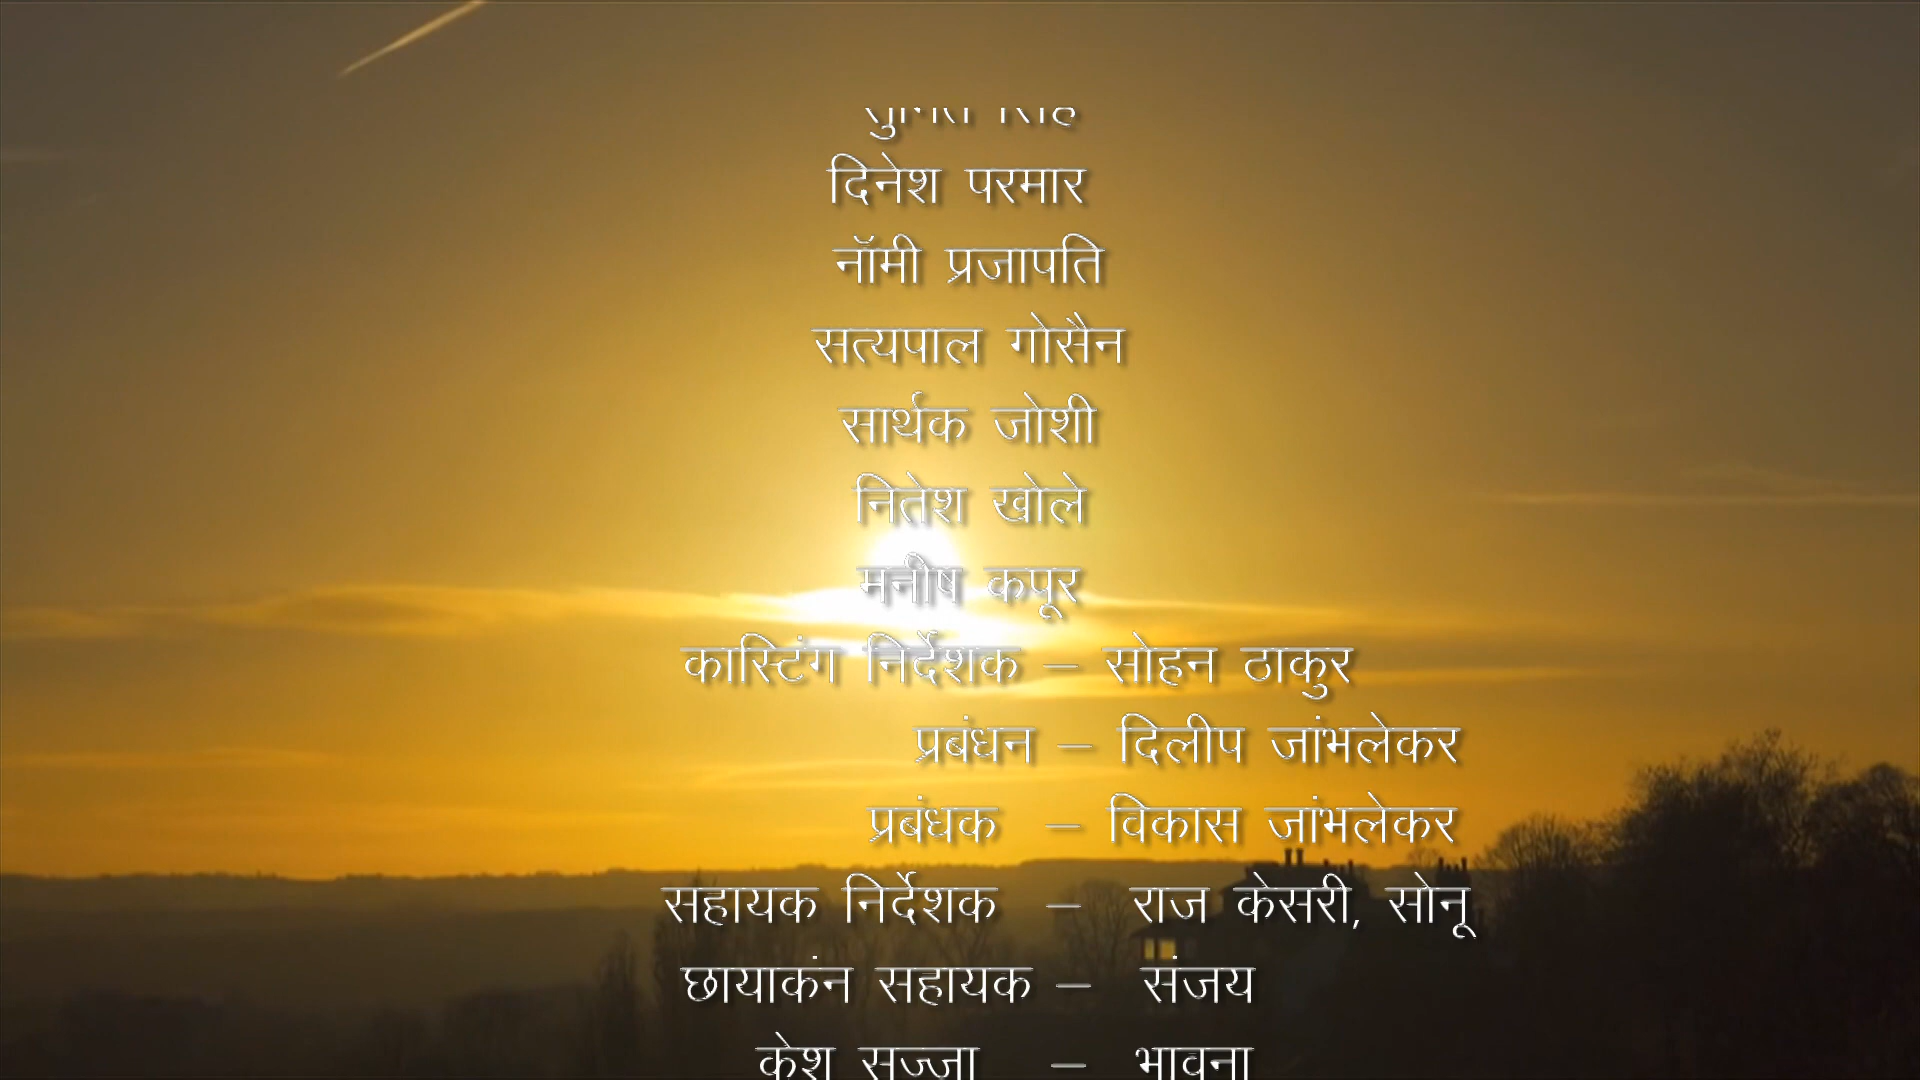 दिनेश परमार
नॉमी प्रजापति
सत्यपाल गोसैन
सार्थक जोशी
नितेश खोले
मनीष कपूर
कास्टिंग निर्देशक – सोहन ठाकुर
प्रबंधन – दिलीप जांभलेकर
प्रबंधक – विकास जांभलेकर
सहायक निर्देशक – राज केसरी, सोनू
छायाकंन सहायक – संजय
केश सज्जा – भावना